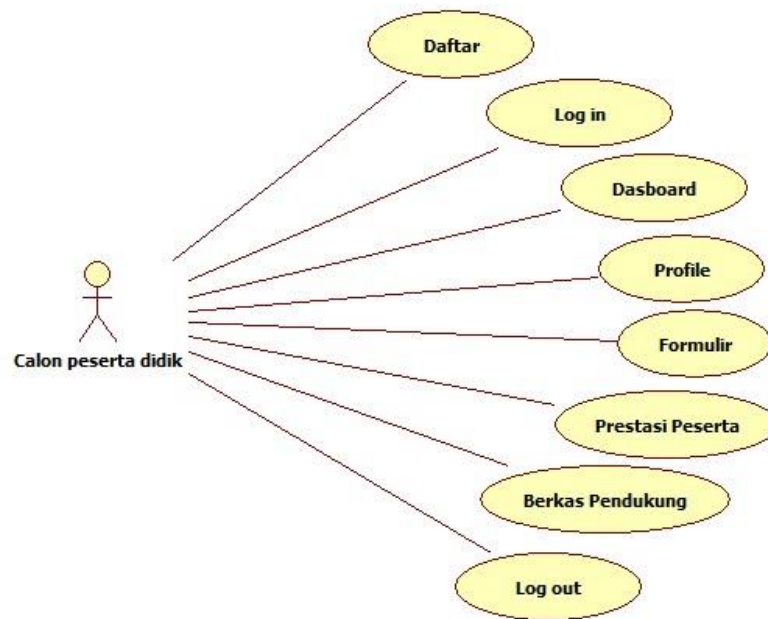 Daftar
Log in
Dasboard
Profile
Calon peserta didik
Formulir
Prestasi Peserta
Berkas Pendukung
Log out